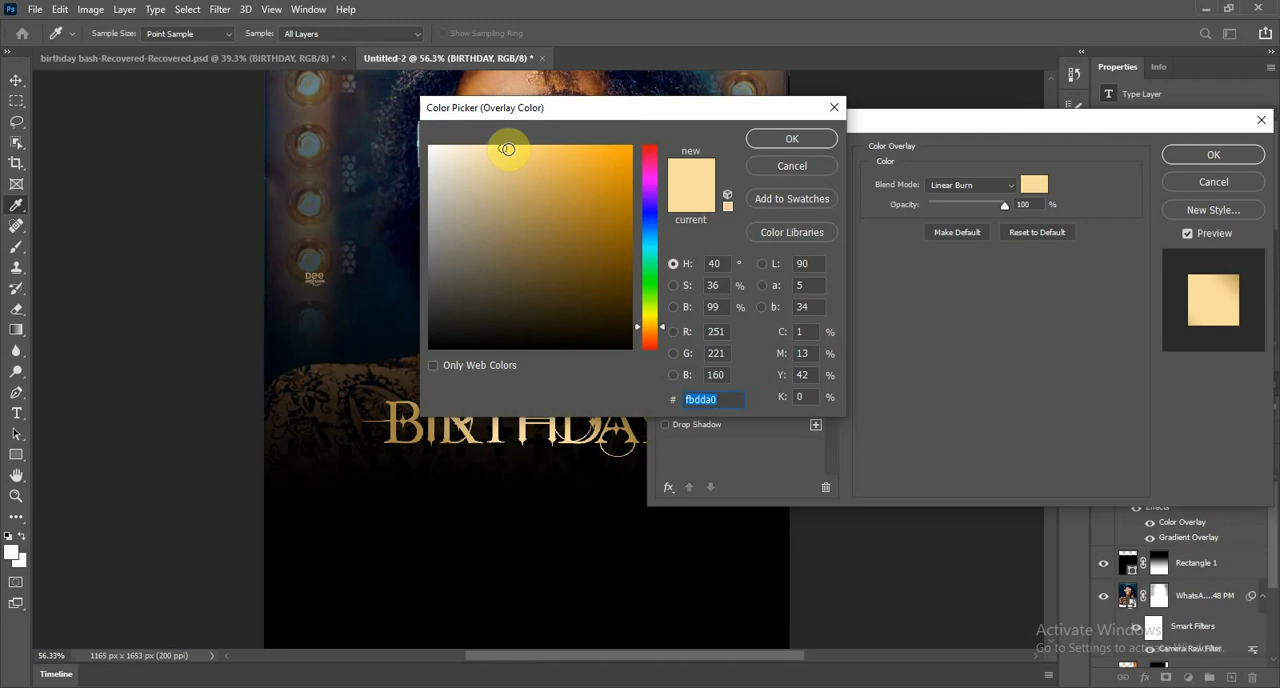 Ps File Edit Image Layer Type Select Filter 3D View Window Help
Sample Size: Point Sample Sample: All Layers Show Sampling Ring
birthday bash-Recovered-Recovered.psd @ 39.3% (BIRTHDAY, RGB/8) * × Untitled-2 @ 56.3% (BIRTHDAY, RGB/8) * ×
Properties Info
T Type Layer
Color Picker (Overlay Color)
new
current
OK
Cancel
Add to Swatches
Color Libraries
H: 40 ° L: 90
S: 36 % a: 5
B: 99 % b: 34
R: 251 C: 1 %
G: 221 M: 13 %
B: 160 Y: 42 %
# fbdda0 K: 0 %
Only Web Colors
Color Overlay
Color
Blend Mode: Linear Burn
Opacity: 100 %
Make Default Reset to Default
OK
Cancel
New Style...
Preview
Drop Shadow
fx
DEE
BIRTHDAY
Effects
Color Overlay
Gradient Overlay
Rectangle 1
WhatsA....48 PM
Smart Filters
Camera Raw Filter
Activate Windows
Go to Settings to activate Windows.
56.33% 1165 px x 1653 px (200 ppi)
Timeline